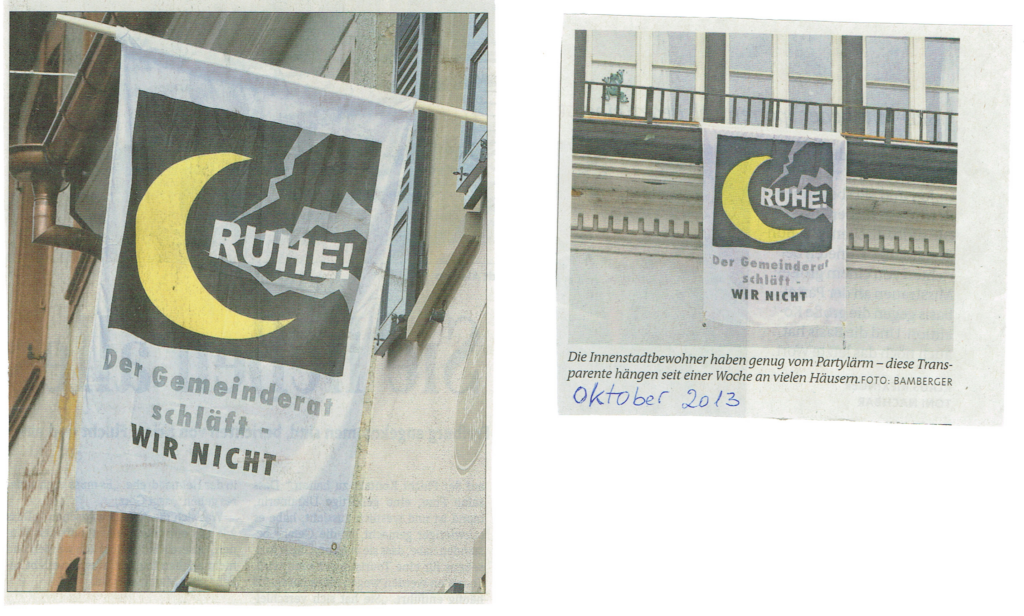 RUHE!
Der Gemeinderat
schläft -
WIR NICHT
RUHE!
Der Gemeinderat
schläft -
WIR NICHT
Die Innenstadtbewohner haben genug vom Partylärm – diese Trans-
parente hängen seit einer Woche an vielen Häusern. FOTO: BAMBERGER
Oktober 2013